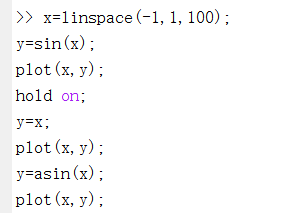 >> x=linspace(-1,1,100);
y=sin(x);
plot(x,y);
hold on;
y=x;
plot(x,y);
y=asin(x);
plot(x,y);